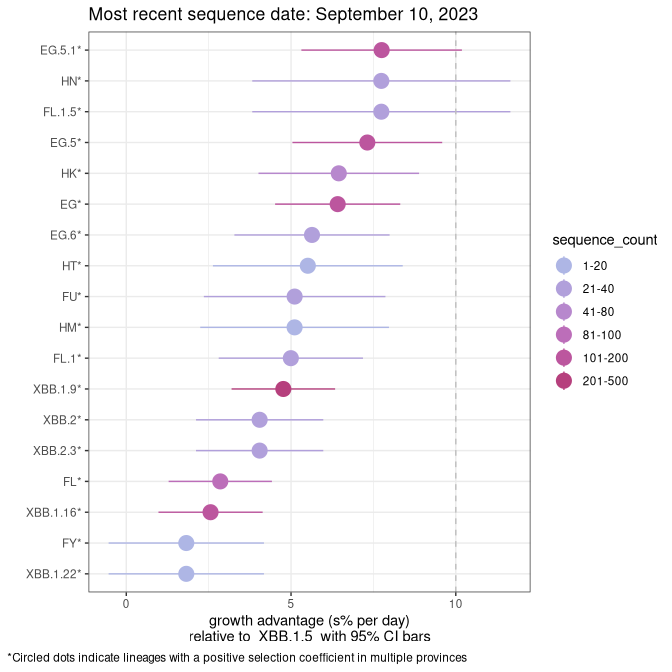 Most recent sequence date: September 10, 2023
EG.5.1*
HN*
FL.1.5*
EG.5*
HK*
EG*
EG.6*
HT*
FU*
HM*
FL.1*
XBB.1.9*
XBB.2*
XBB.2.3*
FL*
XBB.1.16*
FY*
XBB.1.22*
0 5 10
growth advantage (s% per day)
relative to XBB.1.5 with 95% CI bars
sequence_count
1-20
21-40
41-80
81-100
101-200
201-500
*Circled dots indicate lineages with a positive selection coefficient in multiple provinces